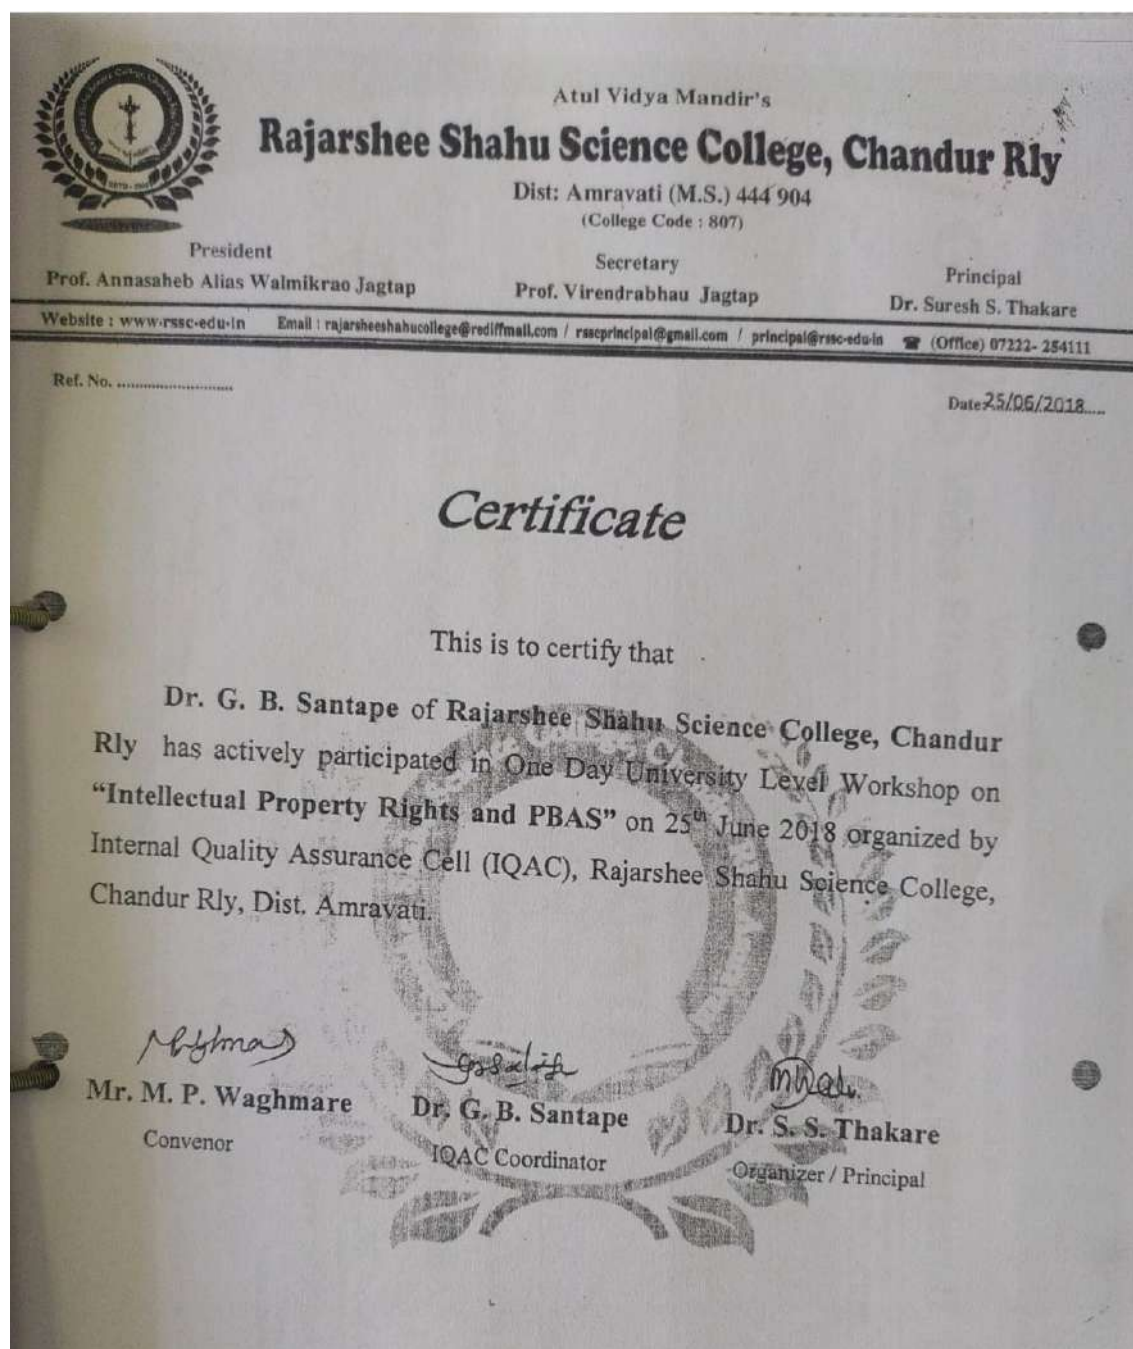 Atul Vidya Mandir's
Rajarshee Shahu Science College, Chandur Rly
Dist: Amravati (M.S.) 444 904
(College Code : 807)
President
Prof. Annasaheb Alias Walmikrao Jagtap
Secretary
Prof. Virendrabhau Jagtap
Principal
Dr. Suresh S. Thakare
Website : www.rssc.edu.in Email : rajarsheeshahucollege@rediffmail.com / rsscprincipal@gmail.com / principal@rssc.edu.in ☎ (Office) 07222- 254111
Ref. No. ............................
Date:25/06/2018.....
Certificate
This is to certify that
Dr. G. B. Santape of Rajarshee Shahu Science College, Chandur
Rly has actively participated in One Day University Level Workshop on
“Intellectual Property Rights and PBAS” on 25th June 2018 organized by
Internal Quality Assurance Cell (IQAC), Rajarshee Shahu Science College,
Chandur Rly, Dist. Amravati.
Mr. M. P. Waghmare
Convenor
Dr. G. B. Santape
IQAC Coordinator
Dr. S. S. Thakare
Organizer / Principal